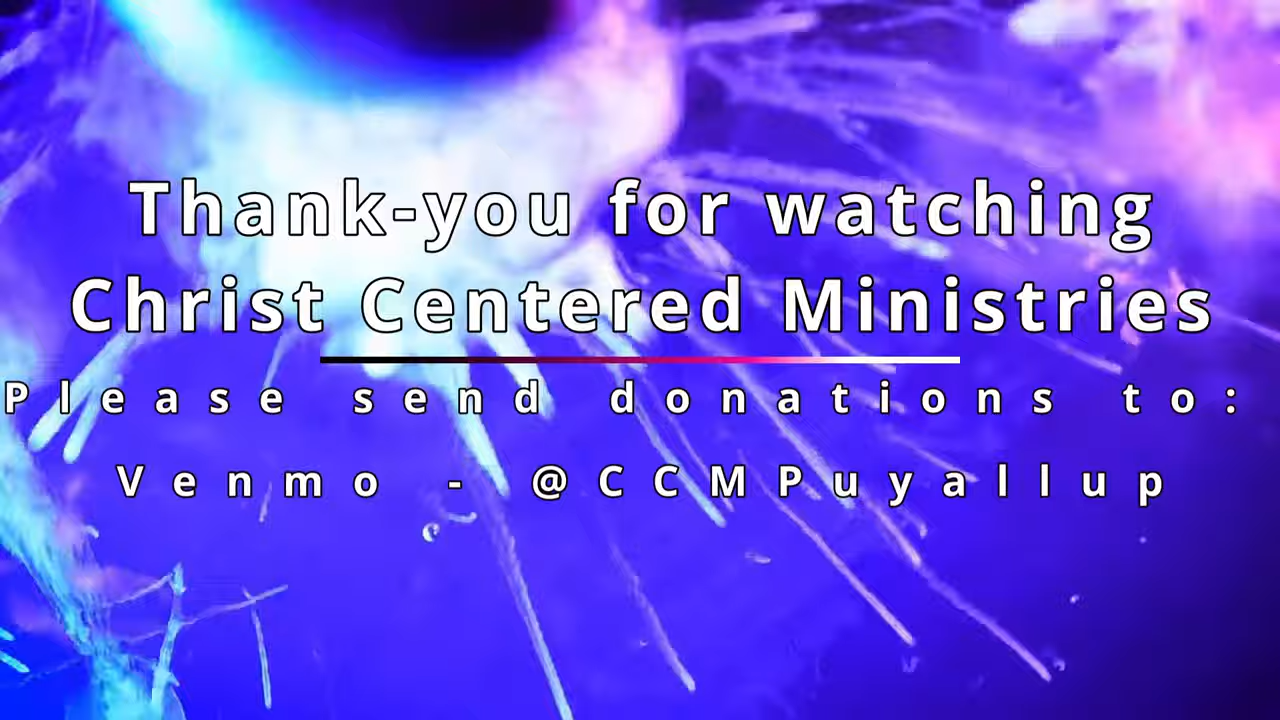 Thank-you for watching
Christ Centered Ministries
Please send donations to:
Venmo - @CCMPuyallup